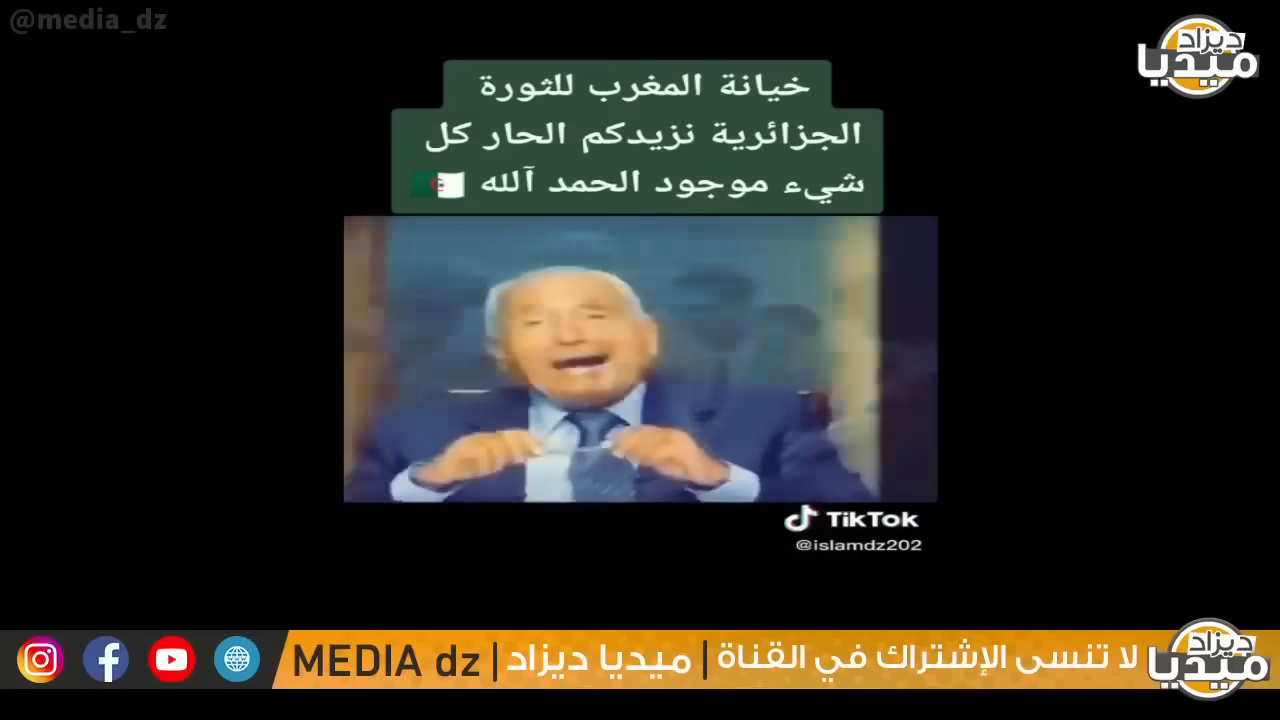 @media_dz
ديزاد
ميديا
خيانة المغرب للثورة
الجزائرية نزيدكم الحار كل
شيء موجود الحمد آلله
TikTok
@islamdz202
لا تنسى الإشتراك في القناة | ميديا ديزاد | MEDIA dz
ديزاد
ميديا